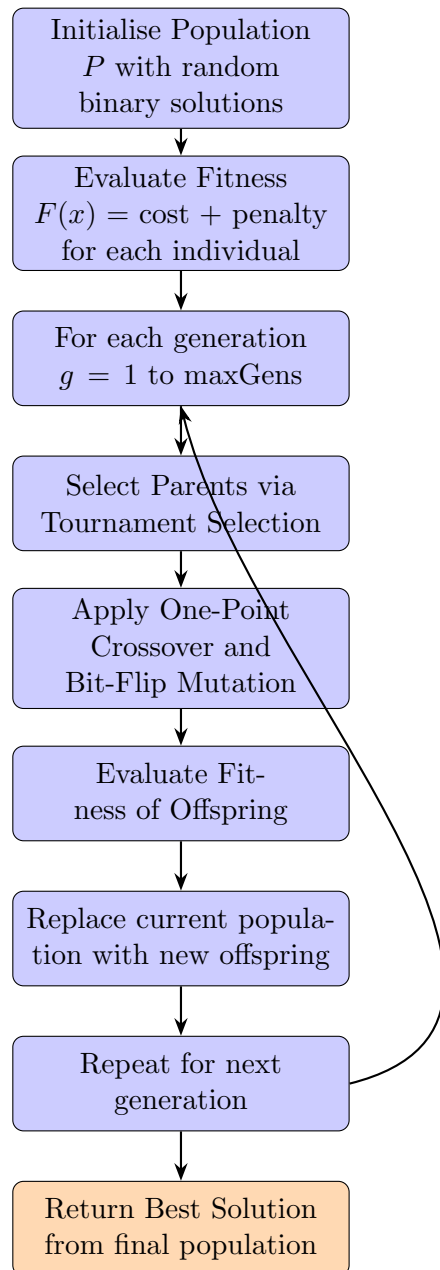 Initialise Population
P with random
binary solutions
Evaluate Fitness
F(x) = cost + penalty
for each individual
For each generation
g = 1 to maxGens
Select Parents via
Tournament Selection
Apply One-Point
Crossover and
Bit-Flip Mutation
Evaluate Fit-
ness of Offspring
Replace current popula-
tion with new offspring
Repeat for next
generation
Return Best Solution
from final population